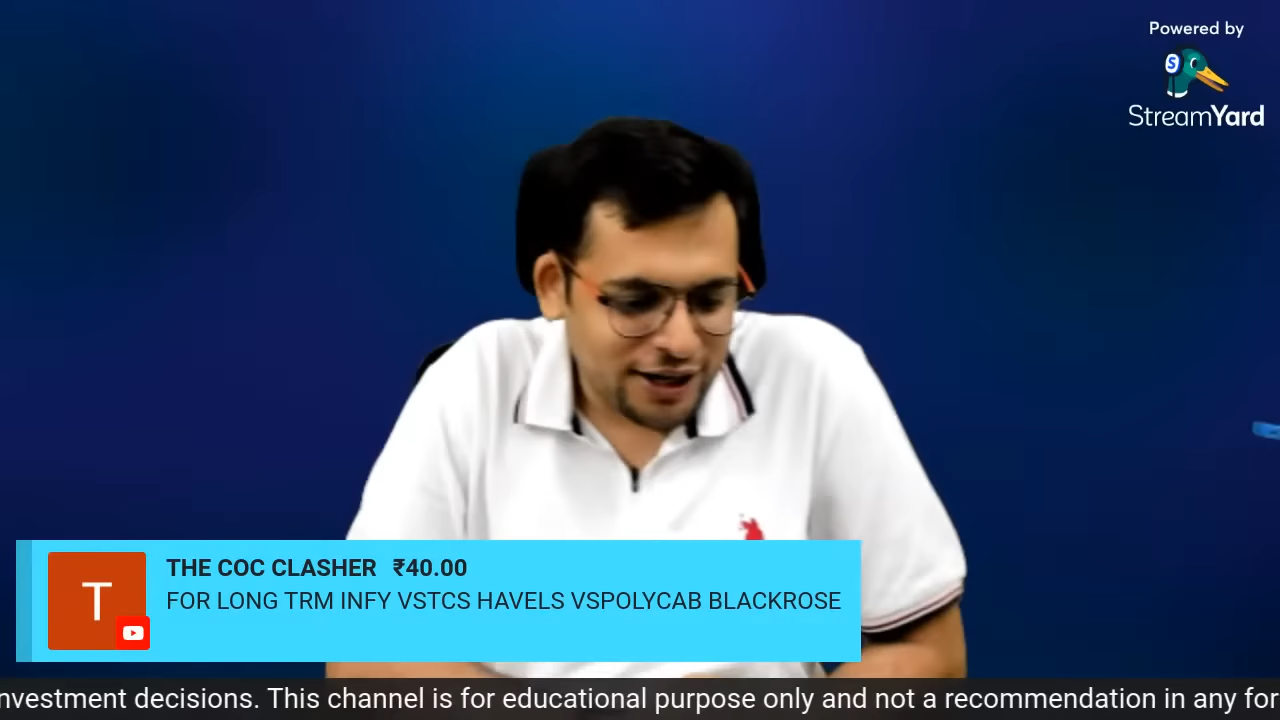 Powered by
S
StreamYard
THE COC CLASHER ₹40.00
T
FOR LONG TRM INFY VSTCS HAVELS VSPOLYCAB BLACKROSE
nvestment decisions. This channel is for educational purpose only and not a recommendation in any for